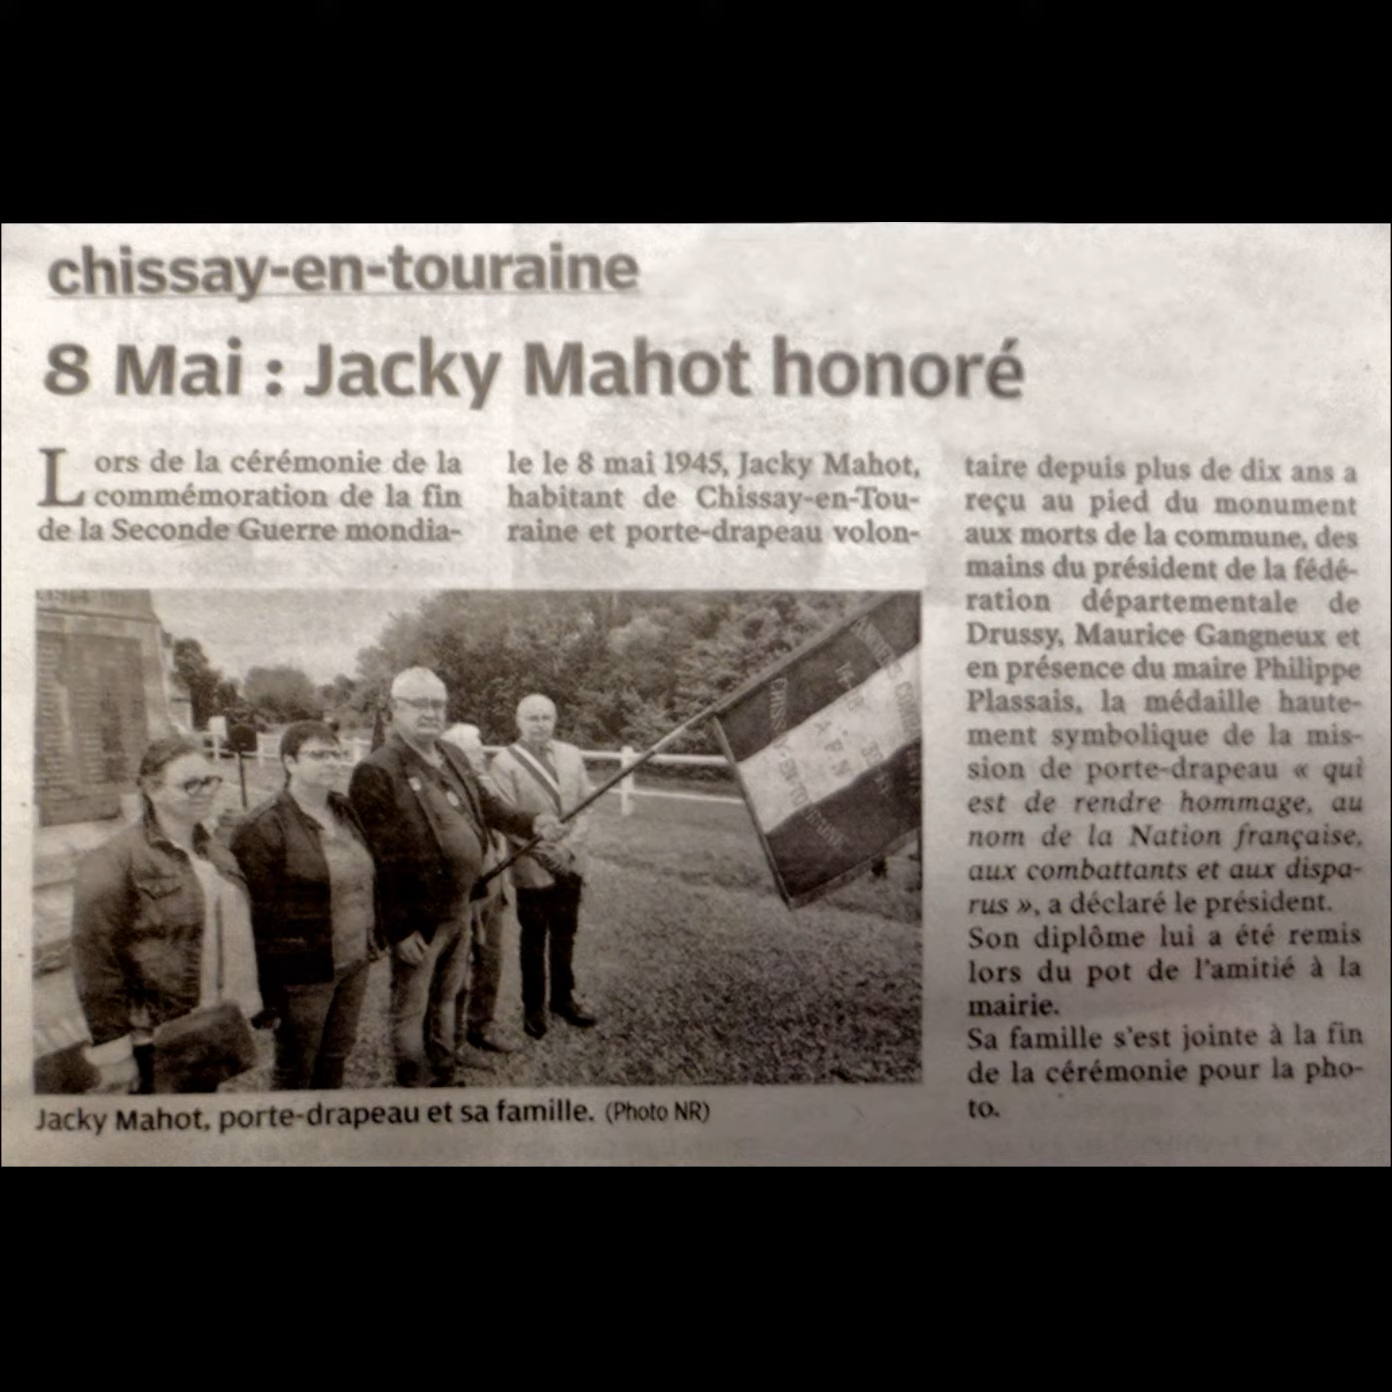 chissay-en-touraine
8 Mai : Jacky Mahot honoré
Lors de la cérémonie de la
commémoration de la fin
de la Seconde Guerre mondia-
le le 8 mai 1945, Jacky Mahot,
habitant de Chissay-en-Tou-
raine et porte-drapeau volon-
taire depuis plus de dix ans a
reçu au pied du monument
aux morts de la commune, des
mains du président de la fédé-
ration départementale de
Drussy, Maurice Gangneux et
en présence du maire Philippe
Plassais, la médaille haute-
ment symbolique de la mis-
sion de porte-drapeau « qui
est de rendre hommage, au
nom de la Nation française,
aux combattants et aux dispa-
rus », a déclaré le président.
Son diplôme lui a été remis
lors du pot de l'amitié à la
mairie.
Sa famille s'est jointe à la fin
de la cérémonie pour la pho-
to.
Jacky Mahot, porte-drapeau et sa famille. (Photo NR)